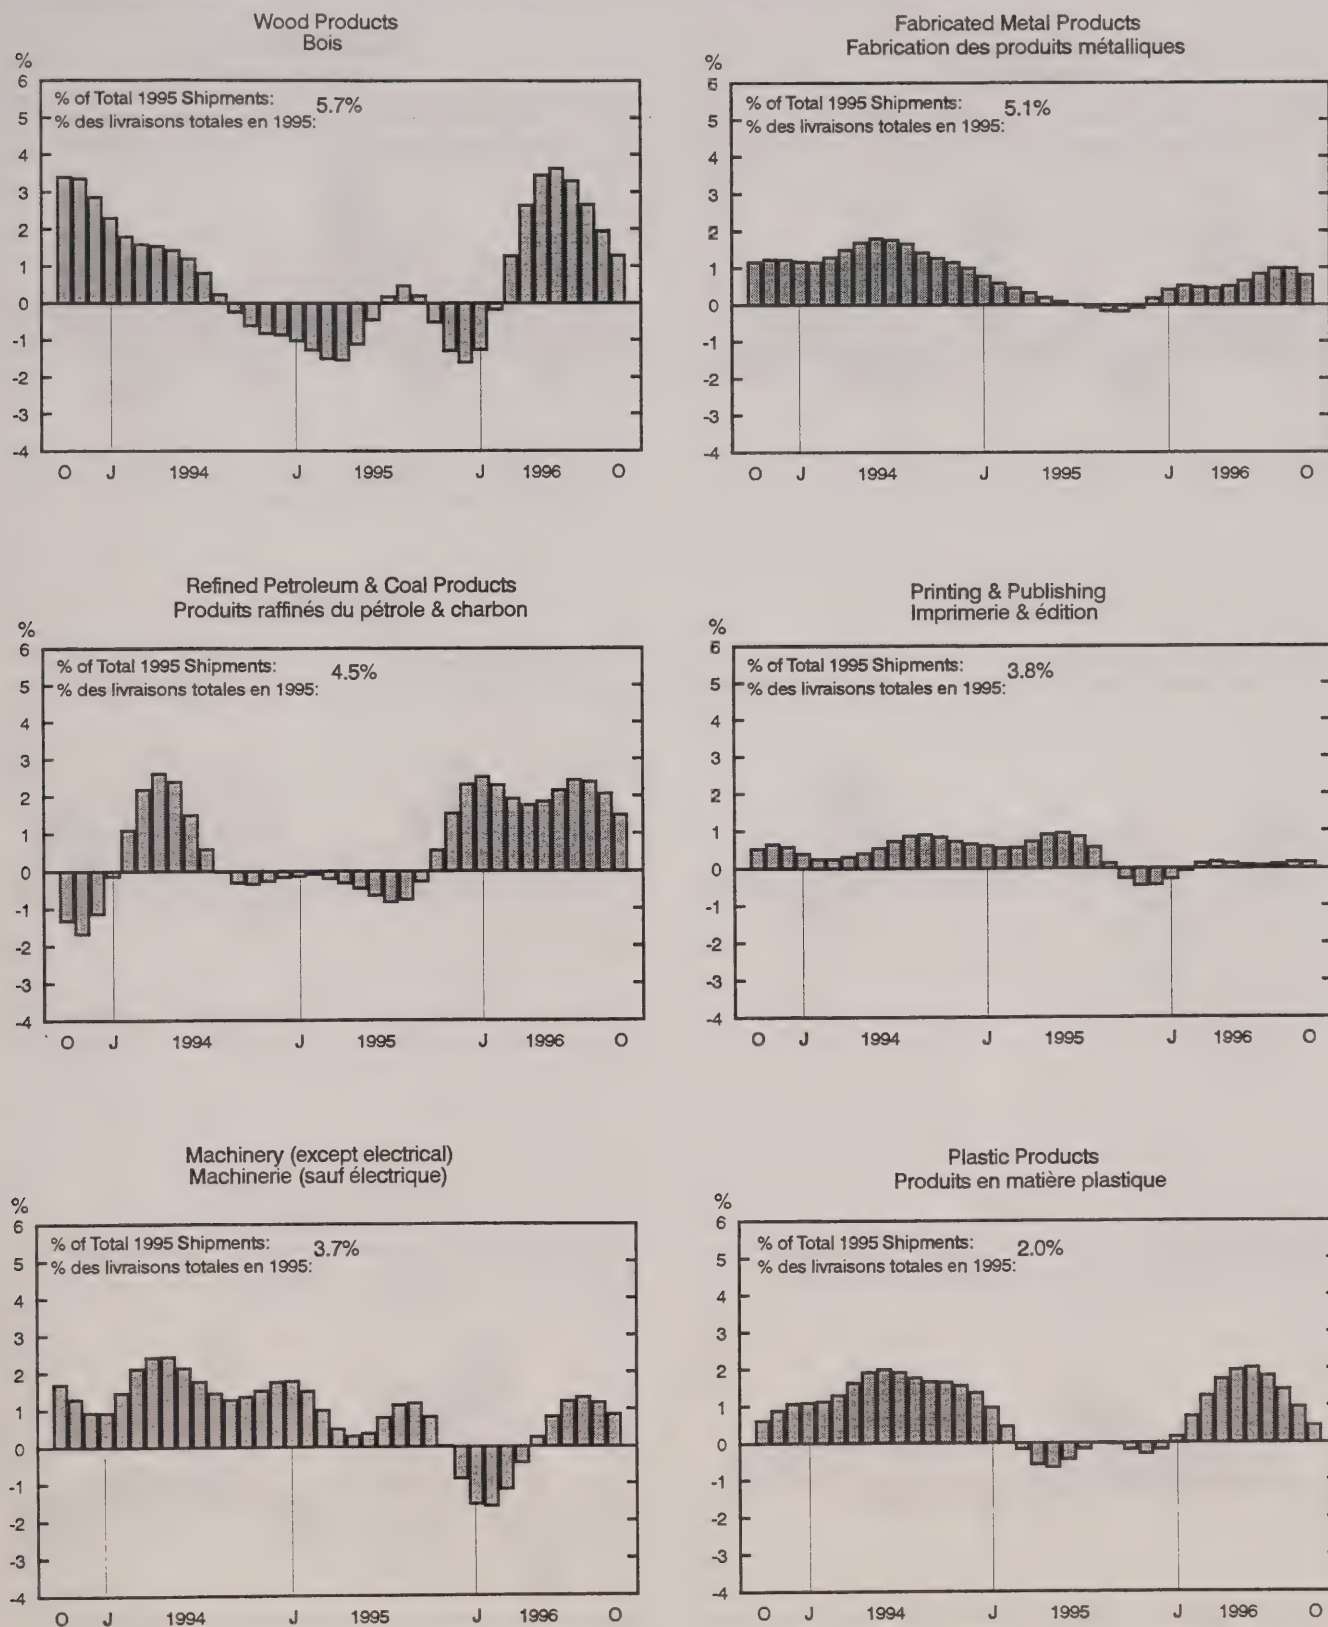 Wood Products
Bois
%
6
5
4
3
2
1
0
-1
-2
-3
-4
% of Total 1995 Shipments: 5.7%
% des livraisons totales en 1995:
O J 1994 J 1995 J 1996 O
Fabricated Metal Products
Fabrication des produits métalliques
%
6
5
4
3
2
1
0
-1
-2
-3
-4
% of Total 1995 Shipments: 5.1%
% des livraisons totales en 1995:
O J 1994 J 1995 J 1996 O
Refined Petroleum & Coal Products
Produits raffinés du pétrole & charbon
%
6
5
4
3
2
1
0
-1
-2
-3
-4
% of Total 1995 Shipments: 4.5%
% des livraisons totales en 1995:
O J 1994 J 1995 J 1996 O
Printing & Publishing
Imprimerie & édition
%
6
5
4
3
2
1
0
-1
-2
-3
-4
% of Total 1995 Shipments: 3.8%
% des livraisons totales en 1995:
O J 1994 J 1995 J 1996 O
Machinery (except electrical)
Machinerie (sauf électrique)
%
6
5
4
3
2
1
0
-1
-2
-3
-4
% of Total 1995 Shipments: 3.7%
% des livraisons totales en 1995:
O J 1994 J 1995 J 1996 O
Plastic Products
Produits en matière plastique
%
6
5
4
3
2
1
0
-1
-2
-3
-4
% of Total 1995 Shipments: 2.0%
% des livraisons totales en 1995:
O J 1994 J 1995 J 1996 O